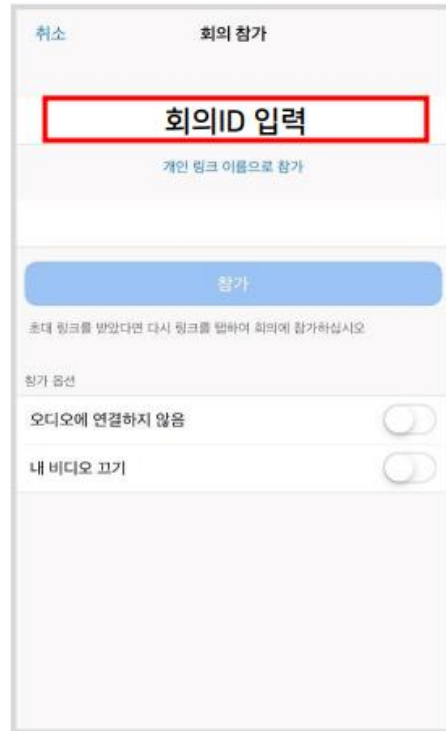 취소
회의 참가
회의ID 입력
개인 링크 이름으로 참가
참가
초대 링크를 받았다면 다시 링크를 탭하여 회의에 참가하십시오
참가 옵션
오디오에 연결하지 않음
내 비디오 끄기